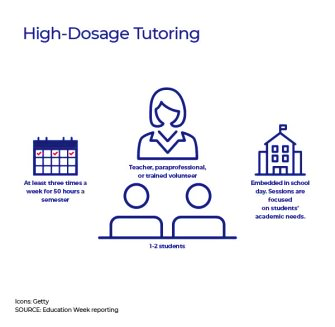 High-Dosage Tutoring
At least three times a
week for 50 hours a
semester
Teacher, paraprofessional,
or trained volunteer
Embedded in school
day. Sessions are
focused
on students'
academic needs.
1-2 students
Icons: Getty
SOURCE: Education Week reporting